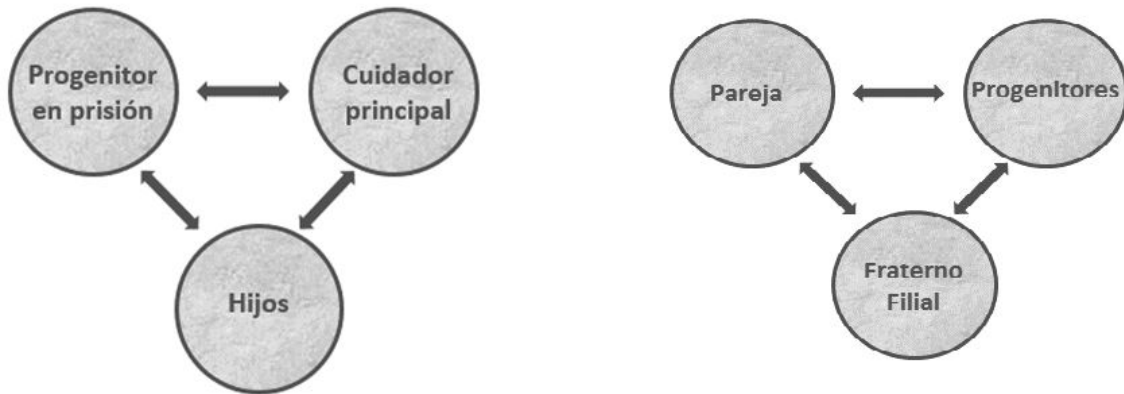 Progenitor
en prisión
Cuidador
principal
Hijos
Pareja
Progenitores
Fraterno
Filial